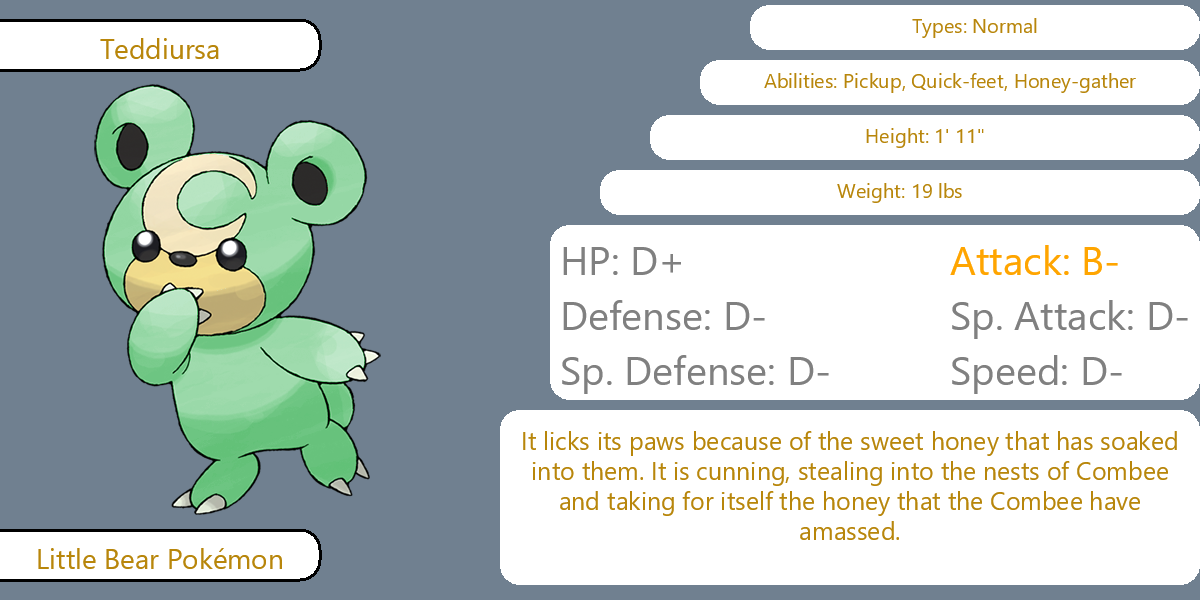 Teddiursa
Types: Normal
Abilities: Pickup, Quick-feet, Honey-gather
Height: 1' 11"
Weight: 19 lbs
HP: D+
Attack: B-
Defense: D-
Sp. Attack: D-
Sp. Defense: D-
Speed: D-
It licks its paws because of the sweet honey that has soaked
into them. It is cunning, stealing into the nests of Combee
and taking for itself the honey that the Combee have
amassed.
Little Bear Pokémon